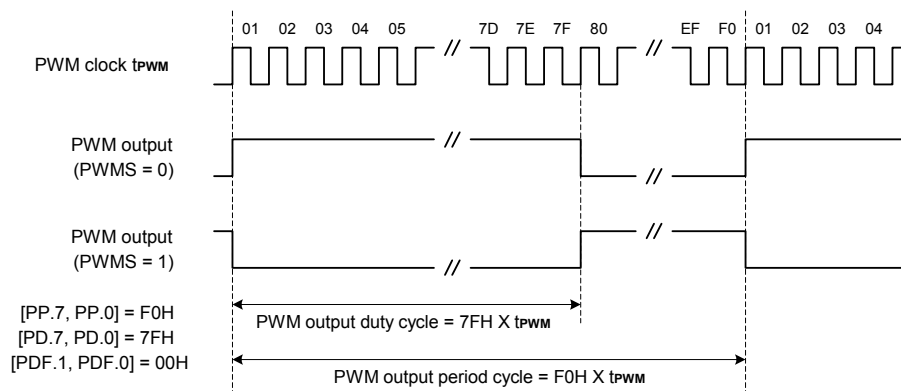 01 02 03 04 05 7D 7E 7F 80 EF F0 01 02 03 04
PWM clock tPWM
PWM output
(PWMS = 0)
PWM output
(PWMS = 1)
[PP.7, PP.0] = F0H
[PD.7, PD.0] = 7FH
[PDF.1, PDF.0] = 00H
PWM output duty cycle = 7FH X tPWM
PWM output period cycle = F0H X tPWM